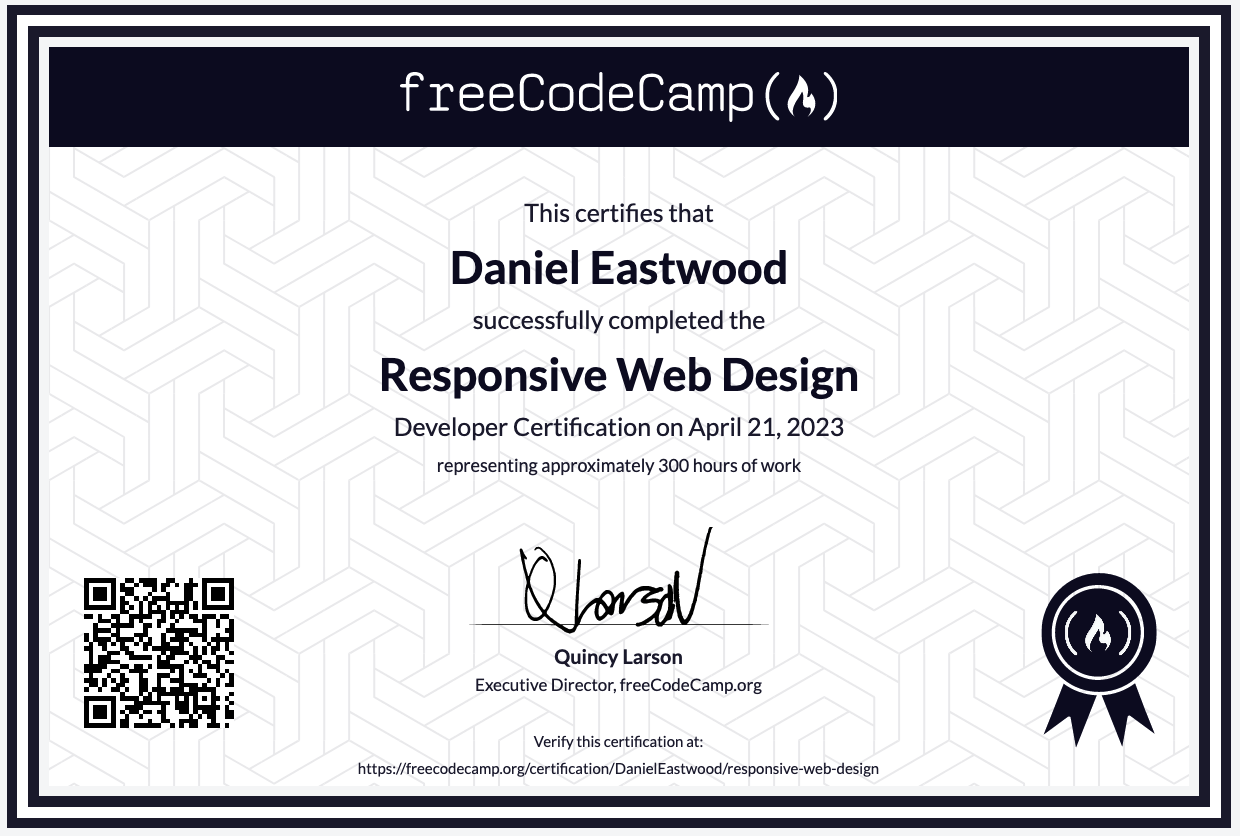 freeCodeCamp
This certifies that
Daniel Eastwood
successfully completed the
Responsive Web Design
Developer Certification on April 21, 2023
representing approximately 300 hours of work
Q Larson
Quincy Larson
Executive Director, freeCodeCamp.org
Verify this certification at:
https://freecodecamp.org/certification/DanielEastwood/responsive-web-design